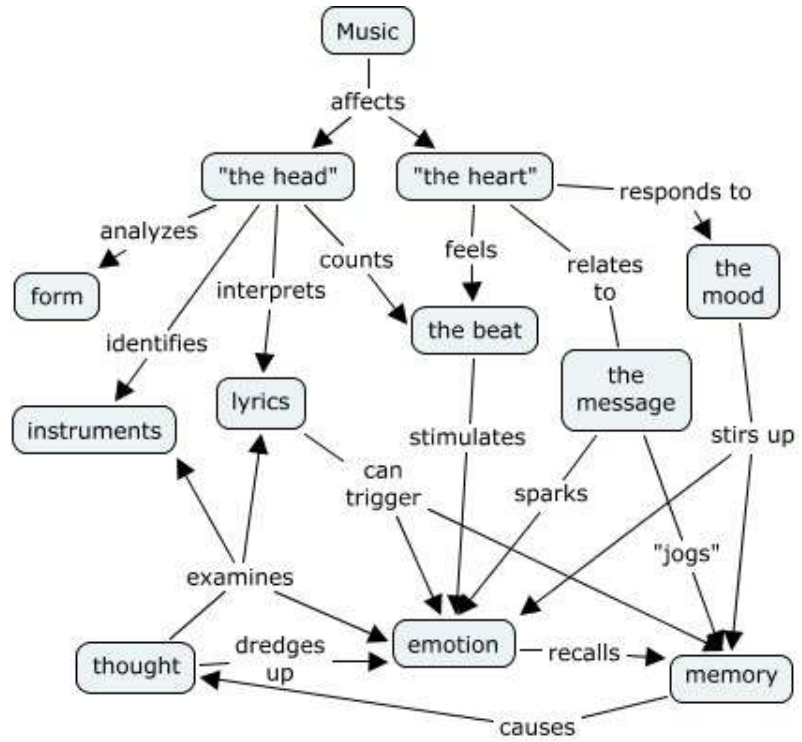 Music
affects
"the head"
"the heart"
responds to
analyzes
counts
feels
relates
to
the
mood
form
interprets
the beat
identifies
the
message
lyrics
instruments
stimulates
stirs up
can
trigger
sparks
"jogs"
examines
thought
dredges
up
emotion
recalls
memory
causes